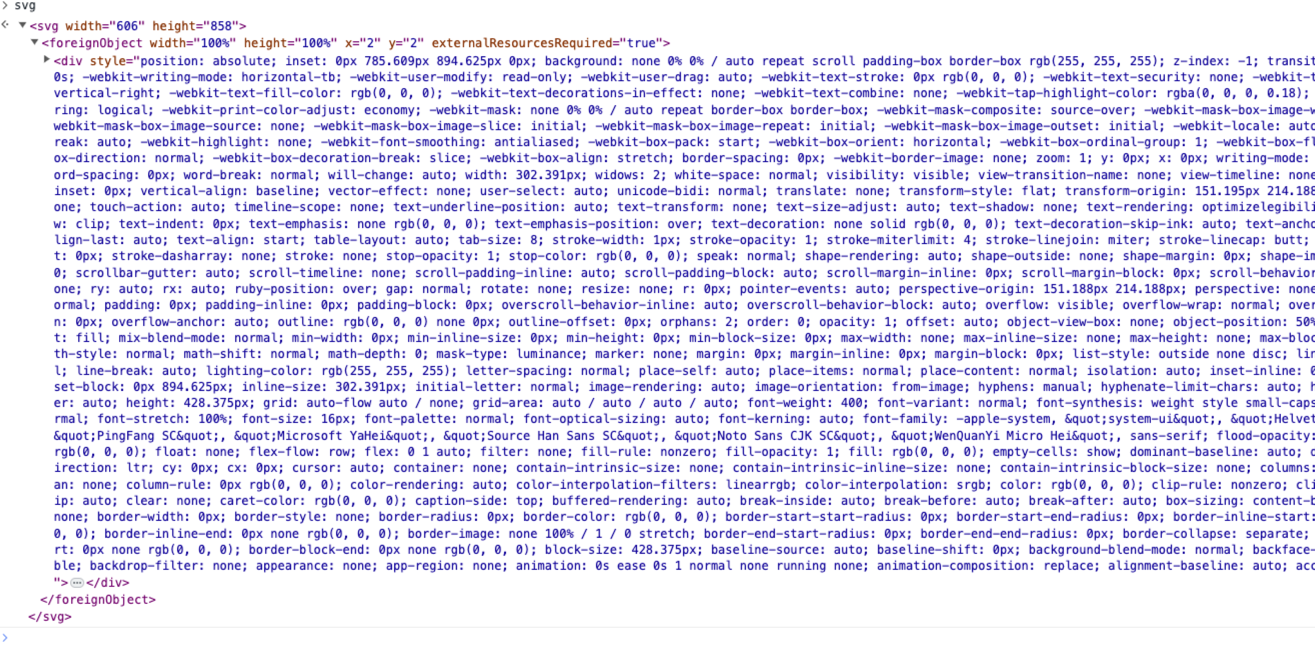 > svg
<svg width="606" height="858">
<foreignObject width="100%" height="100%" x="2" y="2" externalResourcesRequired="true">
<div style="position: absolute; inset: 0px 785.609px 894.625px 0px; background: none 0% 0% / auto repeat scroll padding-box border-box rgb(255, 255, 255); z-index: -1; transit
0s; -webkit-writing-mode: horizontal-tb; -webkit-user-modify: read-only; -webkit-user-drag: auto; -webkit-text-stroke: 0px rgb(0, 0, 0); -webkit-text-security: none; -webkit-t
vertical-right; -webkit-text-fill-color: rgb(0, 0, 0); -webkit-text-decorations-in-effect: none; -webkit-text-combine: none; -webkit-tap-highlight-color: rgba(0, 0, 0, 0.18);
ring: logical; -webkit-print-color-adjust: economy; -webkit-mask: none 0% 0% / auto repeat border-box border-box; -webkit-mask-composite: source-over; -webkit-mask-box-image-w
webkit-mask-box-image-source: none; -webkit-mask-box-image-slice: initial; -webkit-mask-box-image-repeat: initial; -webkit-mask-box-image-outset: initial; -webkit-locale: auto
reak: auto; -webkit-highlight: none; -webkit-font-smoothing: antialiased; -webkit-box-pack: start; -webkit-box-orient: horizontal; -webkit-box-ordinal-group: 1; -webkit-box-fl
ox-direction: normal; -webkit-box-decoration-break: slice; -webkit-box-align: stretch; border-spacing: 0px; -webkit-border-image: none; zoom: 1; y: 0px; x: 0px; writing-mode:
ord-spacing: 0px; word-break: normal; will-change: auto; width: 302.391px; widows: 2; white-space: normal; visibility: visible; view-transition-name: none; view-timeline: none
inset: 0px; vertical-align: baseline; vector-effect: none; user-select: auto; unicode-bidi: normal; translate: none; transform-style: flat; transform-origin: 151.195px 214.188
one; touch-action: auto; timeline-scope: none; text-underline-position: auto; text-transform: none; text-size-adjust: auto; text-shadow: none; text-rendering: optimizelegibili
w: clip; text-indent: 0px; text-emphasis: none rgb(0, 0, 0); text-emphasis-position: over; text-decoration: none solid rgb(0, 0, 0); text-decoration-skip-ink: auto; text-ancho
lign-last: auto; text-align: start; table-layout: auto; tab-size: 8; stroke-width: 1px; stroke-opacity: 1; stroke-miterlimit: 4; stroke-linejoin: miter; stroke-linecap: butt;
t: 0px; stroke-dasharray: none; stroke: none; stop-opacity: 1; stop-color: rgb(0, 0, 0); speak: normal; shape-rendering: auto; shape-outside: none; shape-margin: 0px; shape-im
0; scrollbar-gutter: auto; scroll-timeline: none; scroll-padding-inline: auto; scroll-padding-block: auto; scroll-margin-inline: 0px; scroll-margin-block: 0px; scroll-behavior
one; ry: auto; rx: auto; ruby-position: over; gap: normal; rotate: none; resize: none; r: 0px; pointer-events: auto; perspective-origin: 151.188px 214.188px; perspective: none
ormal; padding: 0px; padding-inline: 0px; padding-block: 0px; overscroll-behavior-inline: auto; overscroll-behavior-block: auto; overflow: visible; overflow-wrap: normal; over
n: 0px; overflow-anchor: auto; outline: rgb(0, 0, 0) none 0px; outline-offset: 0px; orphans: 2; order: 0; opacity: 1; offset: auto; object-view-box: none; object-position: 50%
t: fill; mix-blend-mode: normal; min-width: 0px; min-inline-size: 0px; min-height: 0px; min-block-size: 0px; max-width: none; max-inline-size: none; max-height: none; max-bloc
th-style: normal; math-shift: normal; math-depth: 0; mask-type: luminance; marker: none; margin: 0px; margin-inline: 0px; margin-block: 0px; list-style: outside none disc; lin
l; line-break: auto; lighting-color: rgb(255, 255, 255); letter-spacing: normal; place-self: auto; place-items: normal; place-content: normal; isolation: auto; inset-inline: 0
set-block: 0px 894.625px; inline-size: 302.391px; initial-letter: normal; image-rendering: auto; image-orientation: from-image; hyphens: manual; hyphenate-limit-chars: auto; h
er: auto; height: 428.375px; grid: auto-flow auto / none; grid-area: auto / auto / auto / auto; font-weight: 400; font-variant: normal; font-synthesis: weight style small-caps
rmal; font-stretch: 100%; font-size: 16px; font-palette: normal; font-optical-sizing: auto; font-kerning: auto; font-family: -apple-system, &quot;system-ui&quot;, &quot;Helvet
&quot;PingFang SC&quot;, &quot;Microsoft YaHei&quot;, &quot;Source Han Sans SC&quot;, &quot;Noto Sans CJK SC&quot;, &quot;WenQuanYi Micro Hei&quot;, sans-serif; flood-opacity:
rgb(0, 0, 0); float: none; flex-flow: row; flex: 0 1 auto; filter: none; fill-rule: nonzero; fill-opacity: 1; fill: rgb(0, 0, 0); empty-cells: show; dominant-baseline: auto; d
irection: ltr; cy: 0px; cx: 0px; cursor: auto; container: none; contain-intrinsic-size: none; contain-intrinsic-inline-size: none; contain-intrinsic-block-size: none; columns:
an: none; column-rule: 0px rgb(0, 0, 0); color-rendering: auto; color-interpolation-filters: linearrgb; color-interpolation: srgb; color: rgb(0, 0, 0); clip-rule: nonzero; cli
ip: auto; clear: none; caret-color: rgb(0, 0, 0); caption-side: top; buffered-rendering: auto; break-inside: auto; break-before: auto; break-after: auto; box-sizing: content-b
none; border-width: 0px; border-style: none; border-radius: 0px; border-color: rgb(0, 0, 0); border-start-start-radius: 0px; border-start-end-radius: 0px; border-inline-start:
0, 0); border-inline-end: 0px none rgb(0, 0, 0); border-image: none 100% / 1 / 0 stretch; border-end-start-radius: 0px; border-end-end-radius: 0px; border-collapse: separate;
rt: 0px none rgb(0, 0, 0); border-block-end: 0px none rgb(0, 0, 0); block-size: 428.375px; baseline-source: auto; baseline-shift: 0px; background-blend-mode: normal; backface-
ble; backdrop-filter: none; appearance: none; app-region: none; animation: 0s ease 0s 1 normal none running none; animation-composition: replace; alignment-baseline: auto; acc
">…</div>
</foreignObject>
</svg>
>